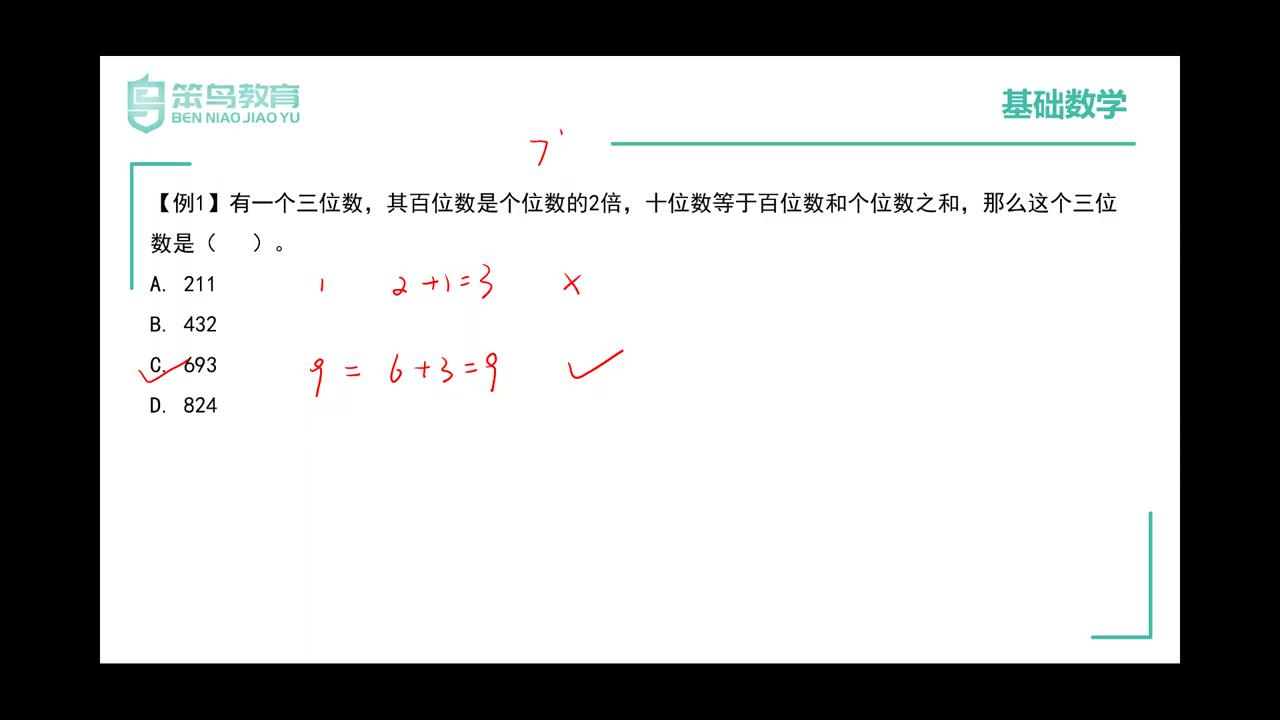 笨鸟教育
BEN NIAO JIAO YU
基础数学
7
【例1】有一个三位数，其百位数是个位数的2倍，十位数等于百位数和个位数之和，那么这个三位
数是（ ）。
A. 211 1 2+1=3 ×
B. 432
C. 693 9 = 6+3=9 ✓
D. 824